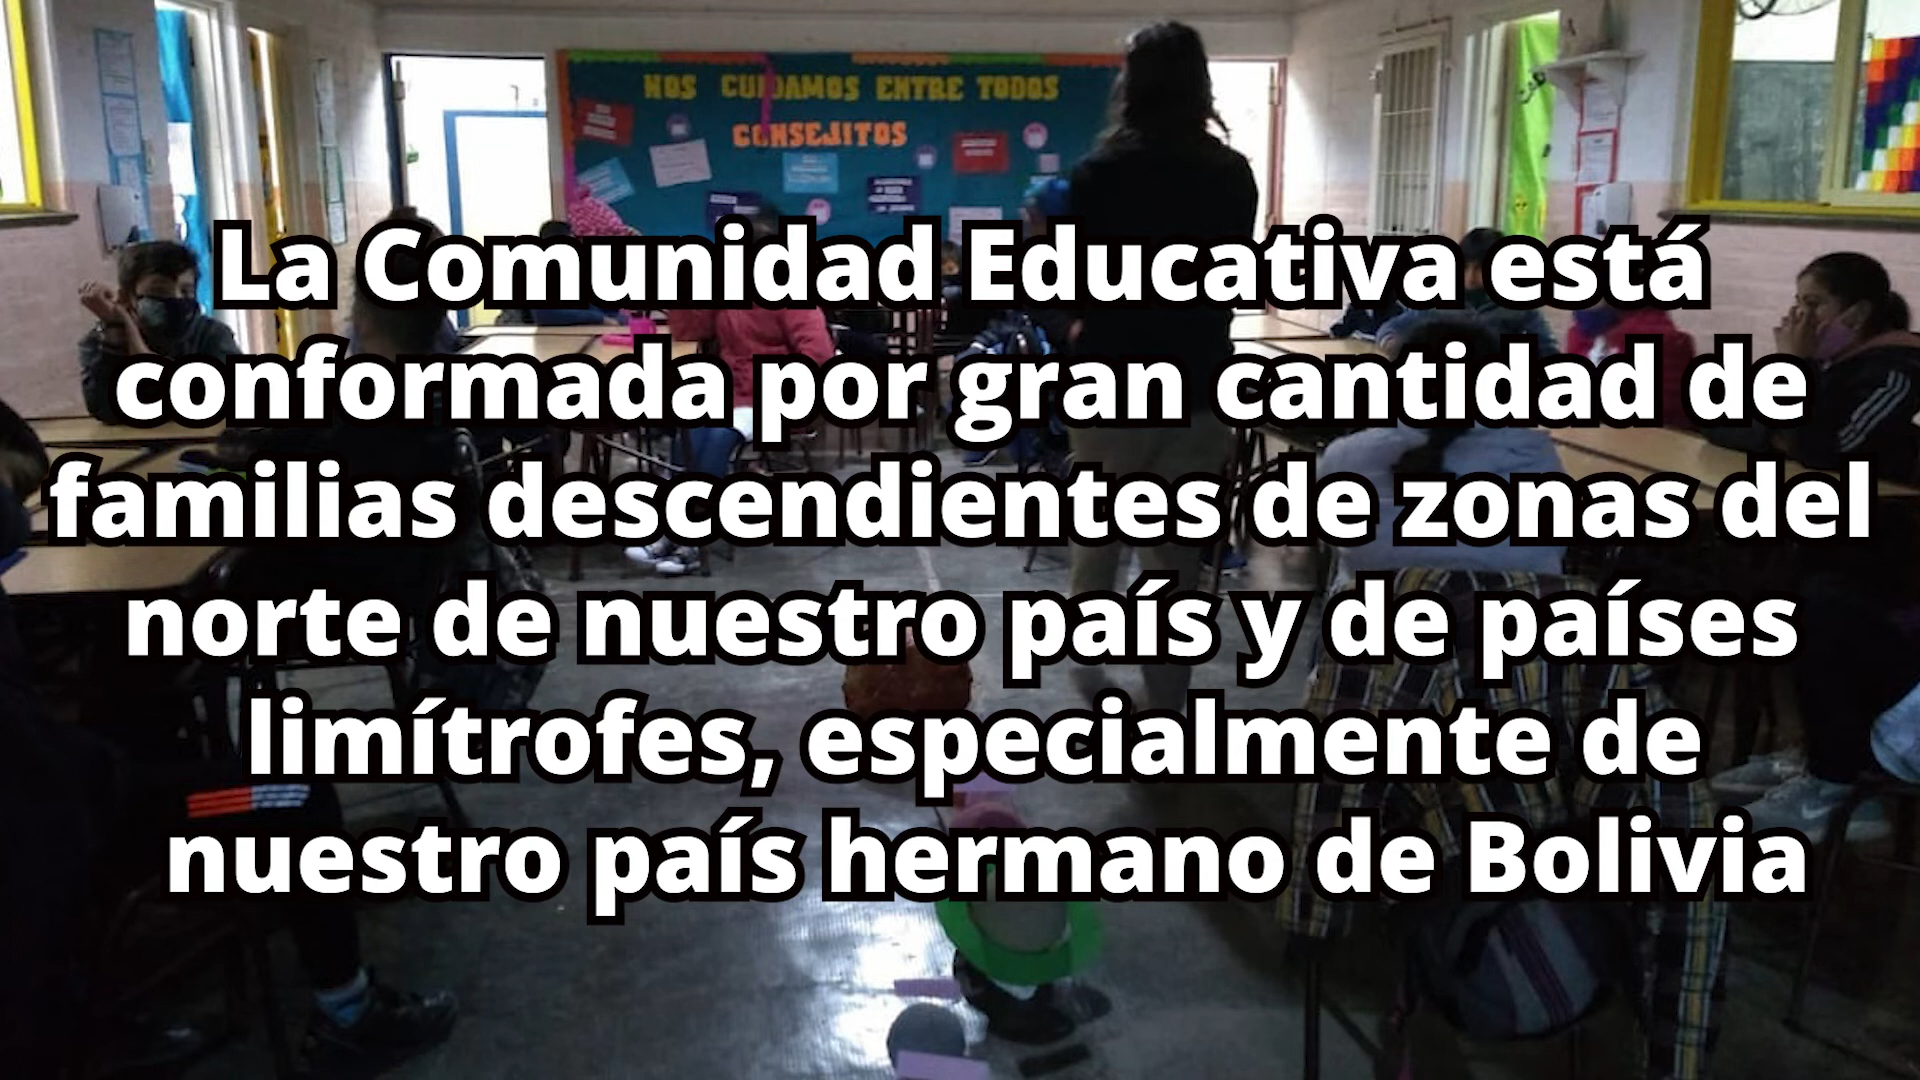 NOS CUIDAMOS ENTRE TODOS
CONSEJITOS
La Comunidad Educativa está
conformada por gran cantidad de
familias descendientes de zonas del
norte de nuestro país y de países
limítrofes, especialmente de
nuestro país hermano de Bolivia